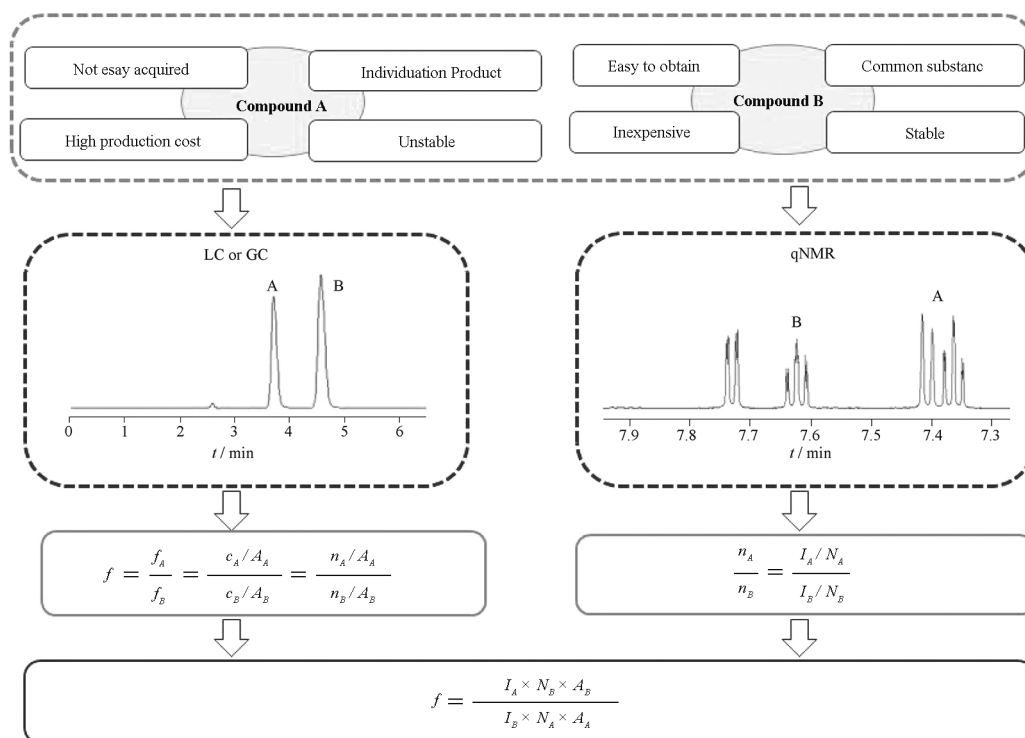 Not esay acquired
Individuation Product
Compound A
High production cost
Unstable
Easy to obtain
Common substanc
Compound B
Inexpensive
Stable
LC or GC
A
B
0 1 2 3 4 5 6
t / min
qNMR
B
A
7.9 7.8 7.7 7.6 7.5 7.4 7.3
t / min
f = f_A / f_B = (c_A/A_A) / (c_B/A_B) = (n_A/A_A) / (n_B/A_B)
n_A / n_B = (I_A/N_A) / (I_B/N_B)
f = (I_A × N_B × A_B) / (I_B × N_A × A_A)